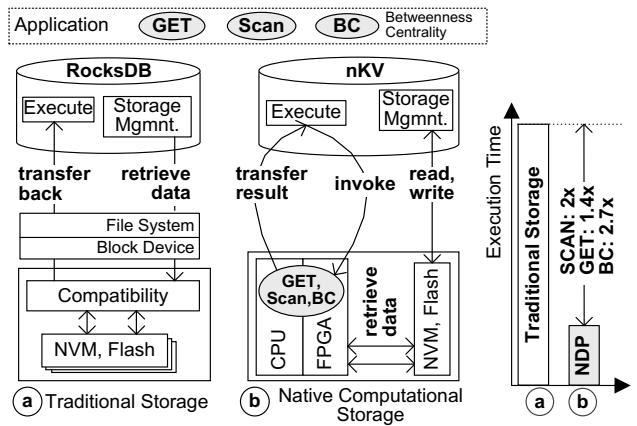 Application GET Scan BC Betweenness
Centrality
RocksDB
Execute
Storage
Mgmnt.
transfer
back
retrieve
data
File System
Block Device
Compatibility
NVM, Flash
a Traditional Storage
nKV
Execute
Storage
Mgmnt.
transfer
result
invoke
read,
write
GET,
Scan,BC
CPU
FPGA
retrieve
data
NVM, Flash
b Native Computational
Storage
Execution Time
Traditional Storage
SCAN: 2x
GET: 1.4x
BC: 2.7x
NDP
a
b